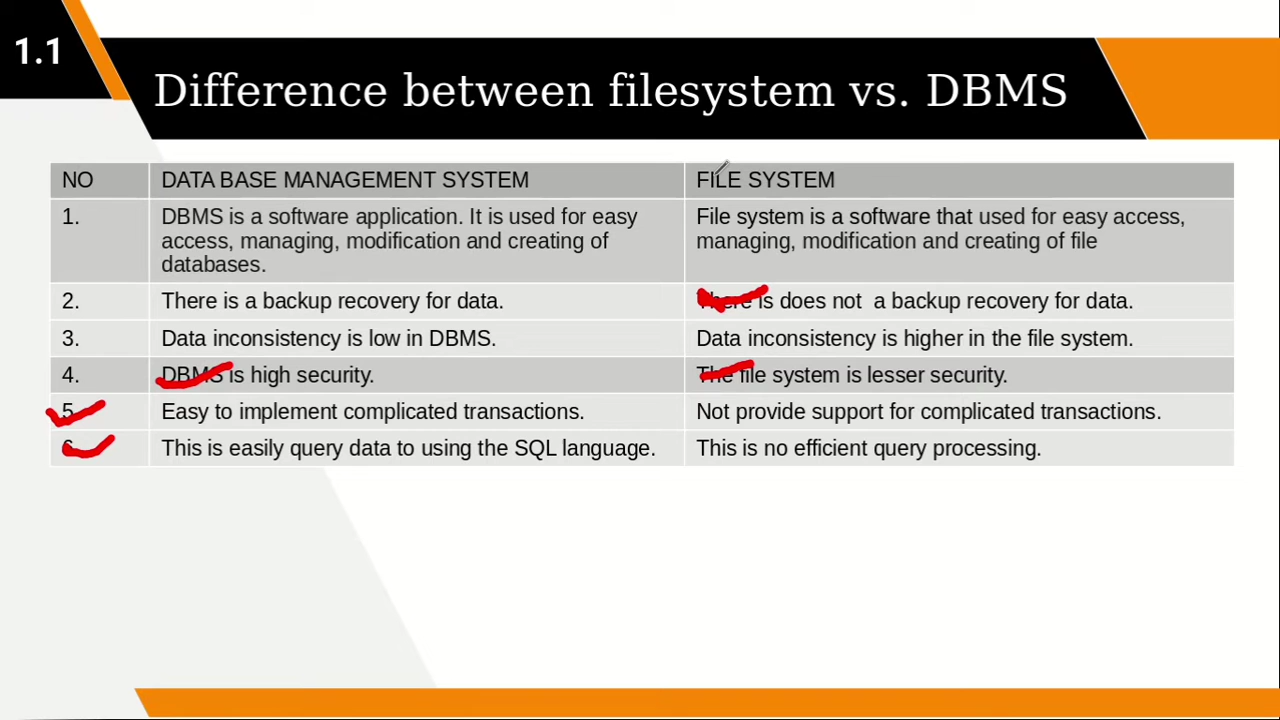 1.1
Difference between filesystem vs. DBMS
NO DATA BASE MANAGEMENT SYSTEM FILE SYSTEM
1. DBMS is a software application. It is used for easy
access, managing, modification and creating of
databases.
File system is a software that used for easy access,
managing, modification and creating of file
2. There is a backup recovery for data. There is does not a backup recovery for data.
3. Data inconsistency is low in DBMS. Data inconsistency is higher in the file system.
4. DBMS is high security. The file system is lesser security.
5. Easy to implement complicated transactions. Not provide support for complicated transactions.
6. This is easily query data to using the SQL language. This is no efficient query processing.